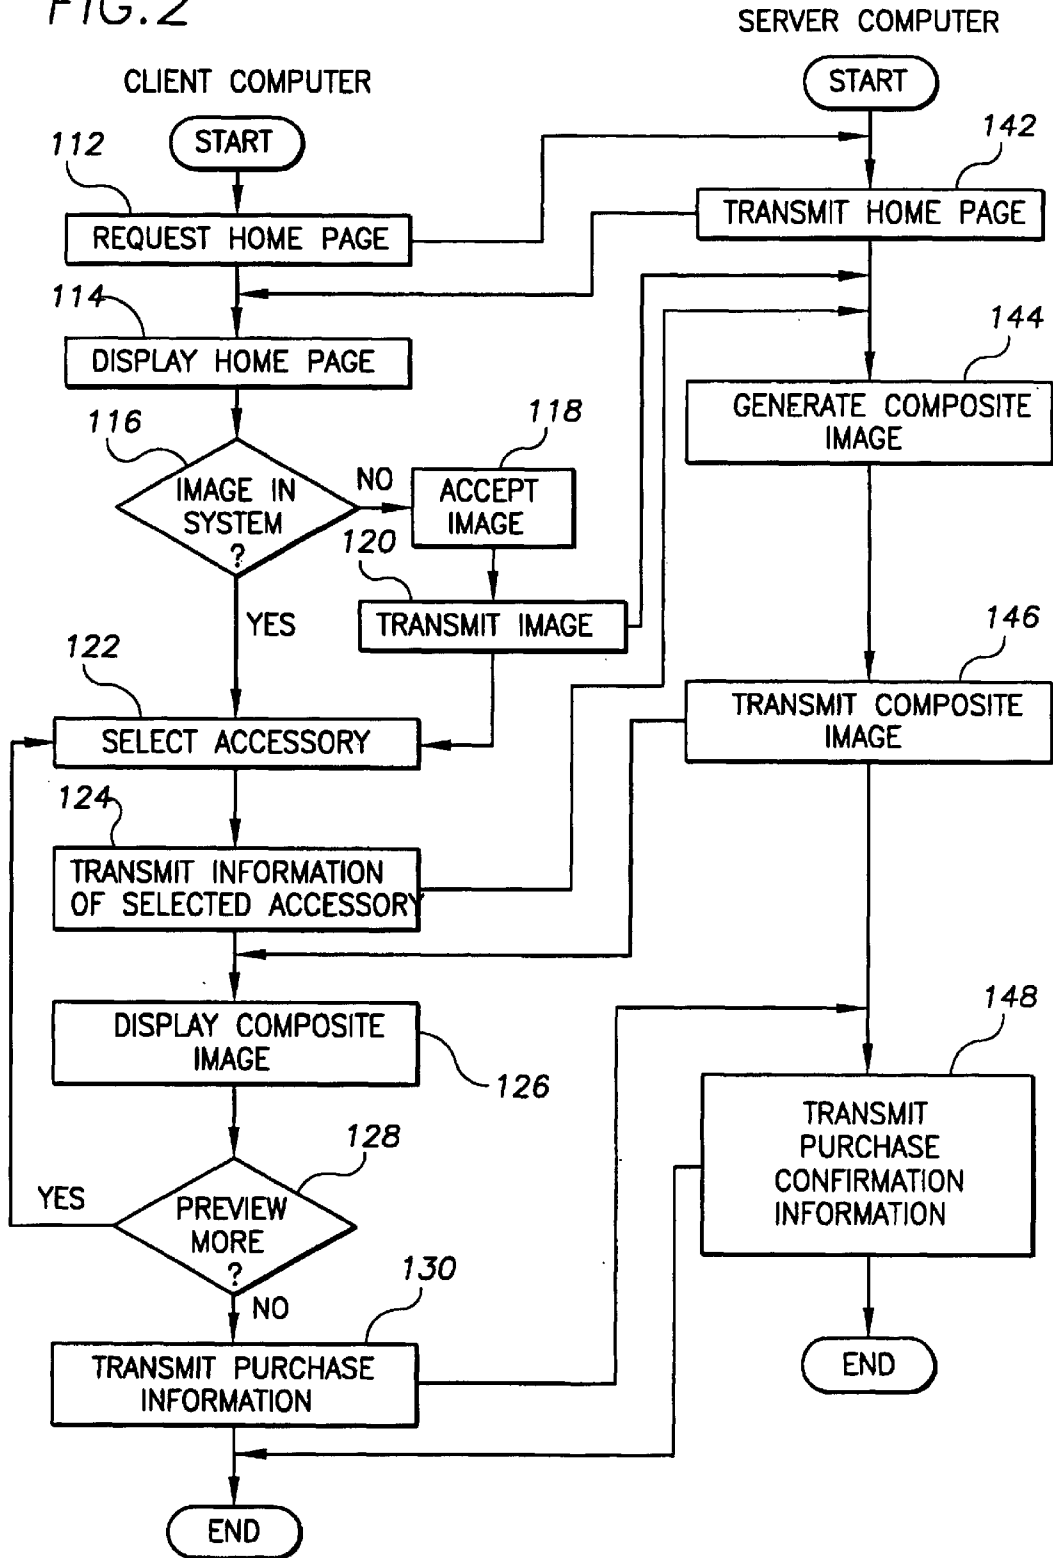 FIG.2
SERVER COMPUTER
CLIENT COMPUTER
START
START
112
142
REQUEST HOME PAGE
TRANSMIT HOME PAGE
114
DISPLAY HOME PAGE
144
GENERATE COMPOSITE
IMAGE
116
IMAGE IN
SYSTEM
?
NO
118
ACCEPT
IMAGE
120
TRANSMIT IMAGE
YES
146
TRANSMIT COMPOSITE
IMAGE
122
SELECT ACCESSORY
124
TRANSMIT INFORMATION
OF SELECTED ACCESSORY
DISPLAY COMPOSITE
IMAGE
126
148
TRANSMIT
PURCHASE
CONFIRMATION
INFORMATION
128
PREVIEW
MORE
?
YES
NO
130
TRANSMIT PURCHASE
INFORMATION
END
END